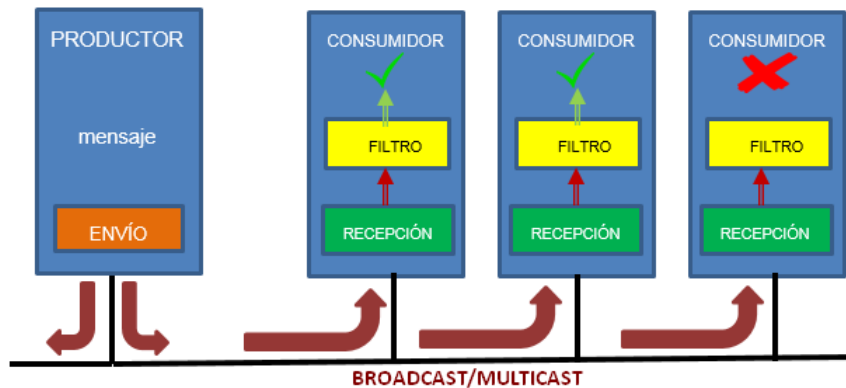 PRODUCTOR
mensaje
ENVÍO
CONSUMIDOR
FILTRO
RECEPCIÓN
CONSUMIDOR
FILTRO
RECEPCIÓN
CONSUMIDOR
FILTRO
RECEPCIÓN
BROADCAST/MULTICAST